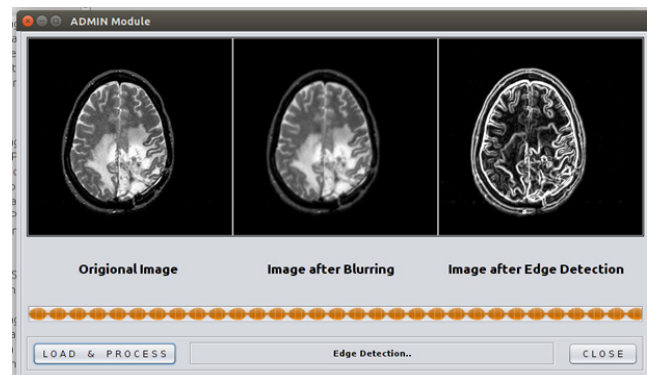 ADMIN Module
Origional Image Image after Blurring Image after Edge Detection
LOAD & PROCESS Edge Detection.. CLOSE